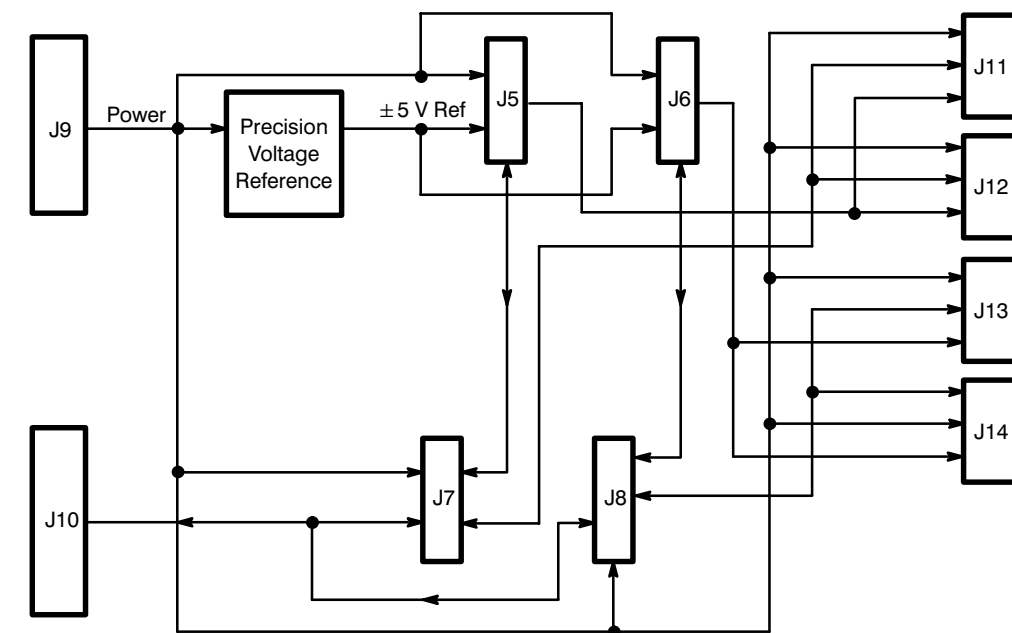 J9
Power
Precision
Voltage
Reference
± 5 V Ref
J5
J6
J11
J12
J13
J14
J10
J7
J8